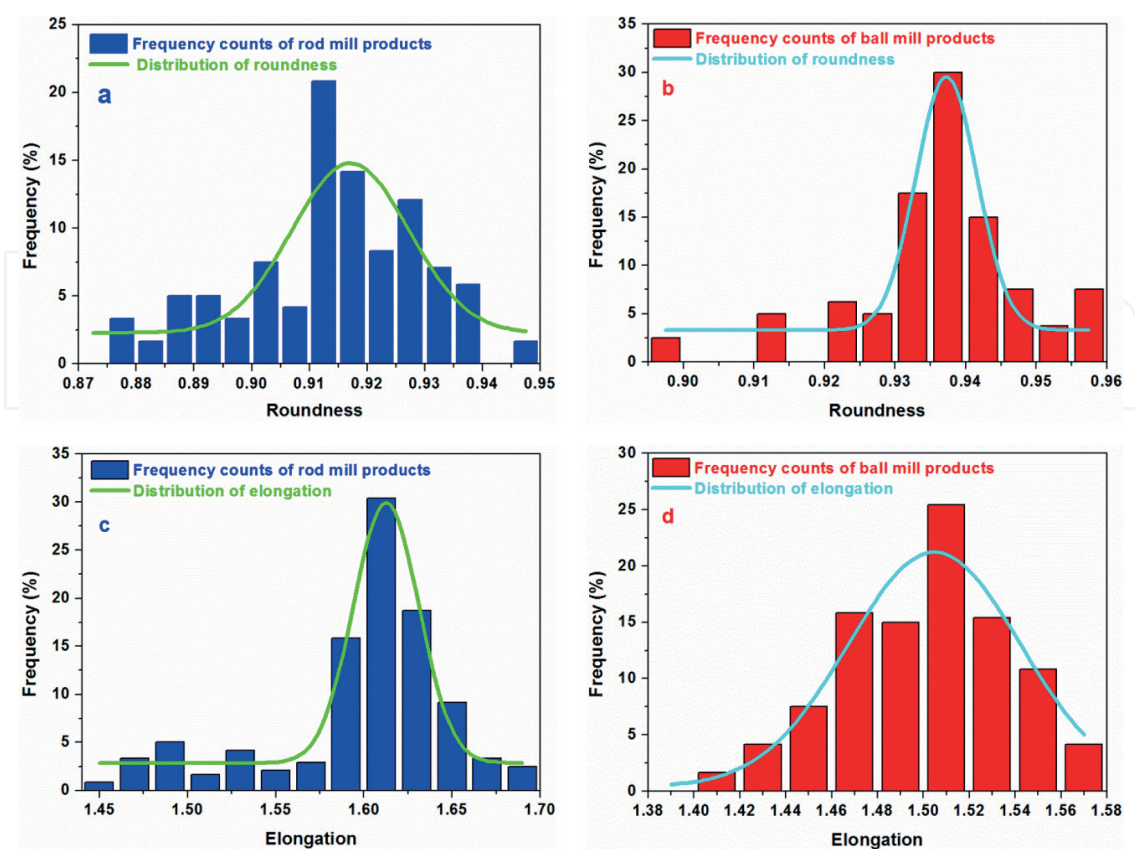 Frequency counts of rod mill products
Distribution of roundness
a
25
20
15
10
5
0
Frequency (%)
0.87 0.88 0.89 0.90 0.91 0.92 0.93 0.94 0.95
Roundness
Frequency counts of ball mill products
Distribution of roundness
b
35
30
25
20
15
10
5
0
Frequency (%)
0.90 0.91 0.92 0.93 0.94 0.95 0.96
Roundness
Frequency counts of rod mill products
Distribution of elongation
c
35
30
25
20
15
10
5
0
Frequency (%)
1.45 1.50 1.55 1.60 1.65 1.70
Elongation
Frequency counts of ball mill products
Distribution of elongation
d
30
25
20
15
10
5
0
Frequency (%)
1.38 1.40 1.42 1.44 1.46 1.48 1.50 1.52 1.54 1.56 1.58
Elongation